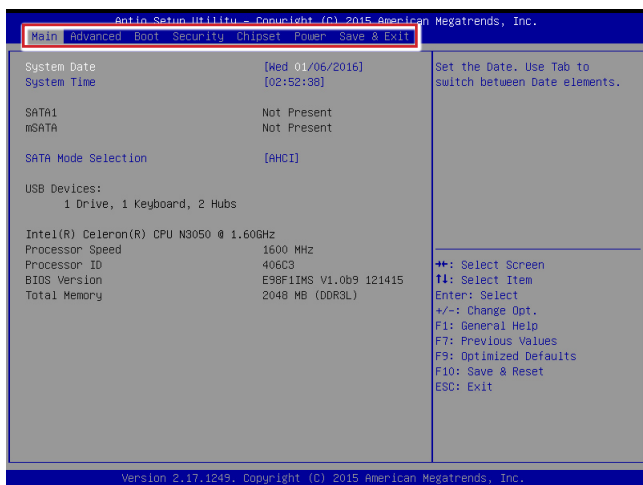 Aptio Setup Utility – Copyright (C) 2015 American Megatrends, Inc.
Main Advanced Boot Security Chipset Power Save & Exit
System Date [Wed 01/06/2016]
System Time [02:52:38]
SATA1 Not Present
mSATA Not Present
SATA Mode Selection [AHCI]
USB Devices:
1 Drive, 1 Keyboard, 2 Hubs
Intel(R) Celeron(R) CPU N3050 @ 1.60GHz
Processor Speed 1600 MHz
Processor ID 406C3
BIOS Version E98F1IMS V1.0b9 121415
Total Memory 2048 MB (DDR3L)
Set the Date. Use Tab to
switch between Date elements.
→←: Select Screen
↑↓: Select Item
Enter: Select
+/-: Change Opt.
F1: General Help
F7: Previous Values
F9: Optimized Defaults
F10: Save & Reset
ESC: Exit
Version 2.17.1249. Copyright (C) 2015 American Megatrends, Inc.